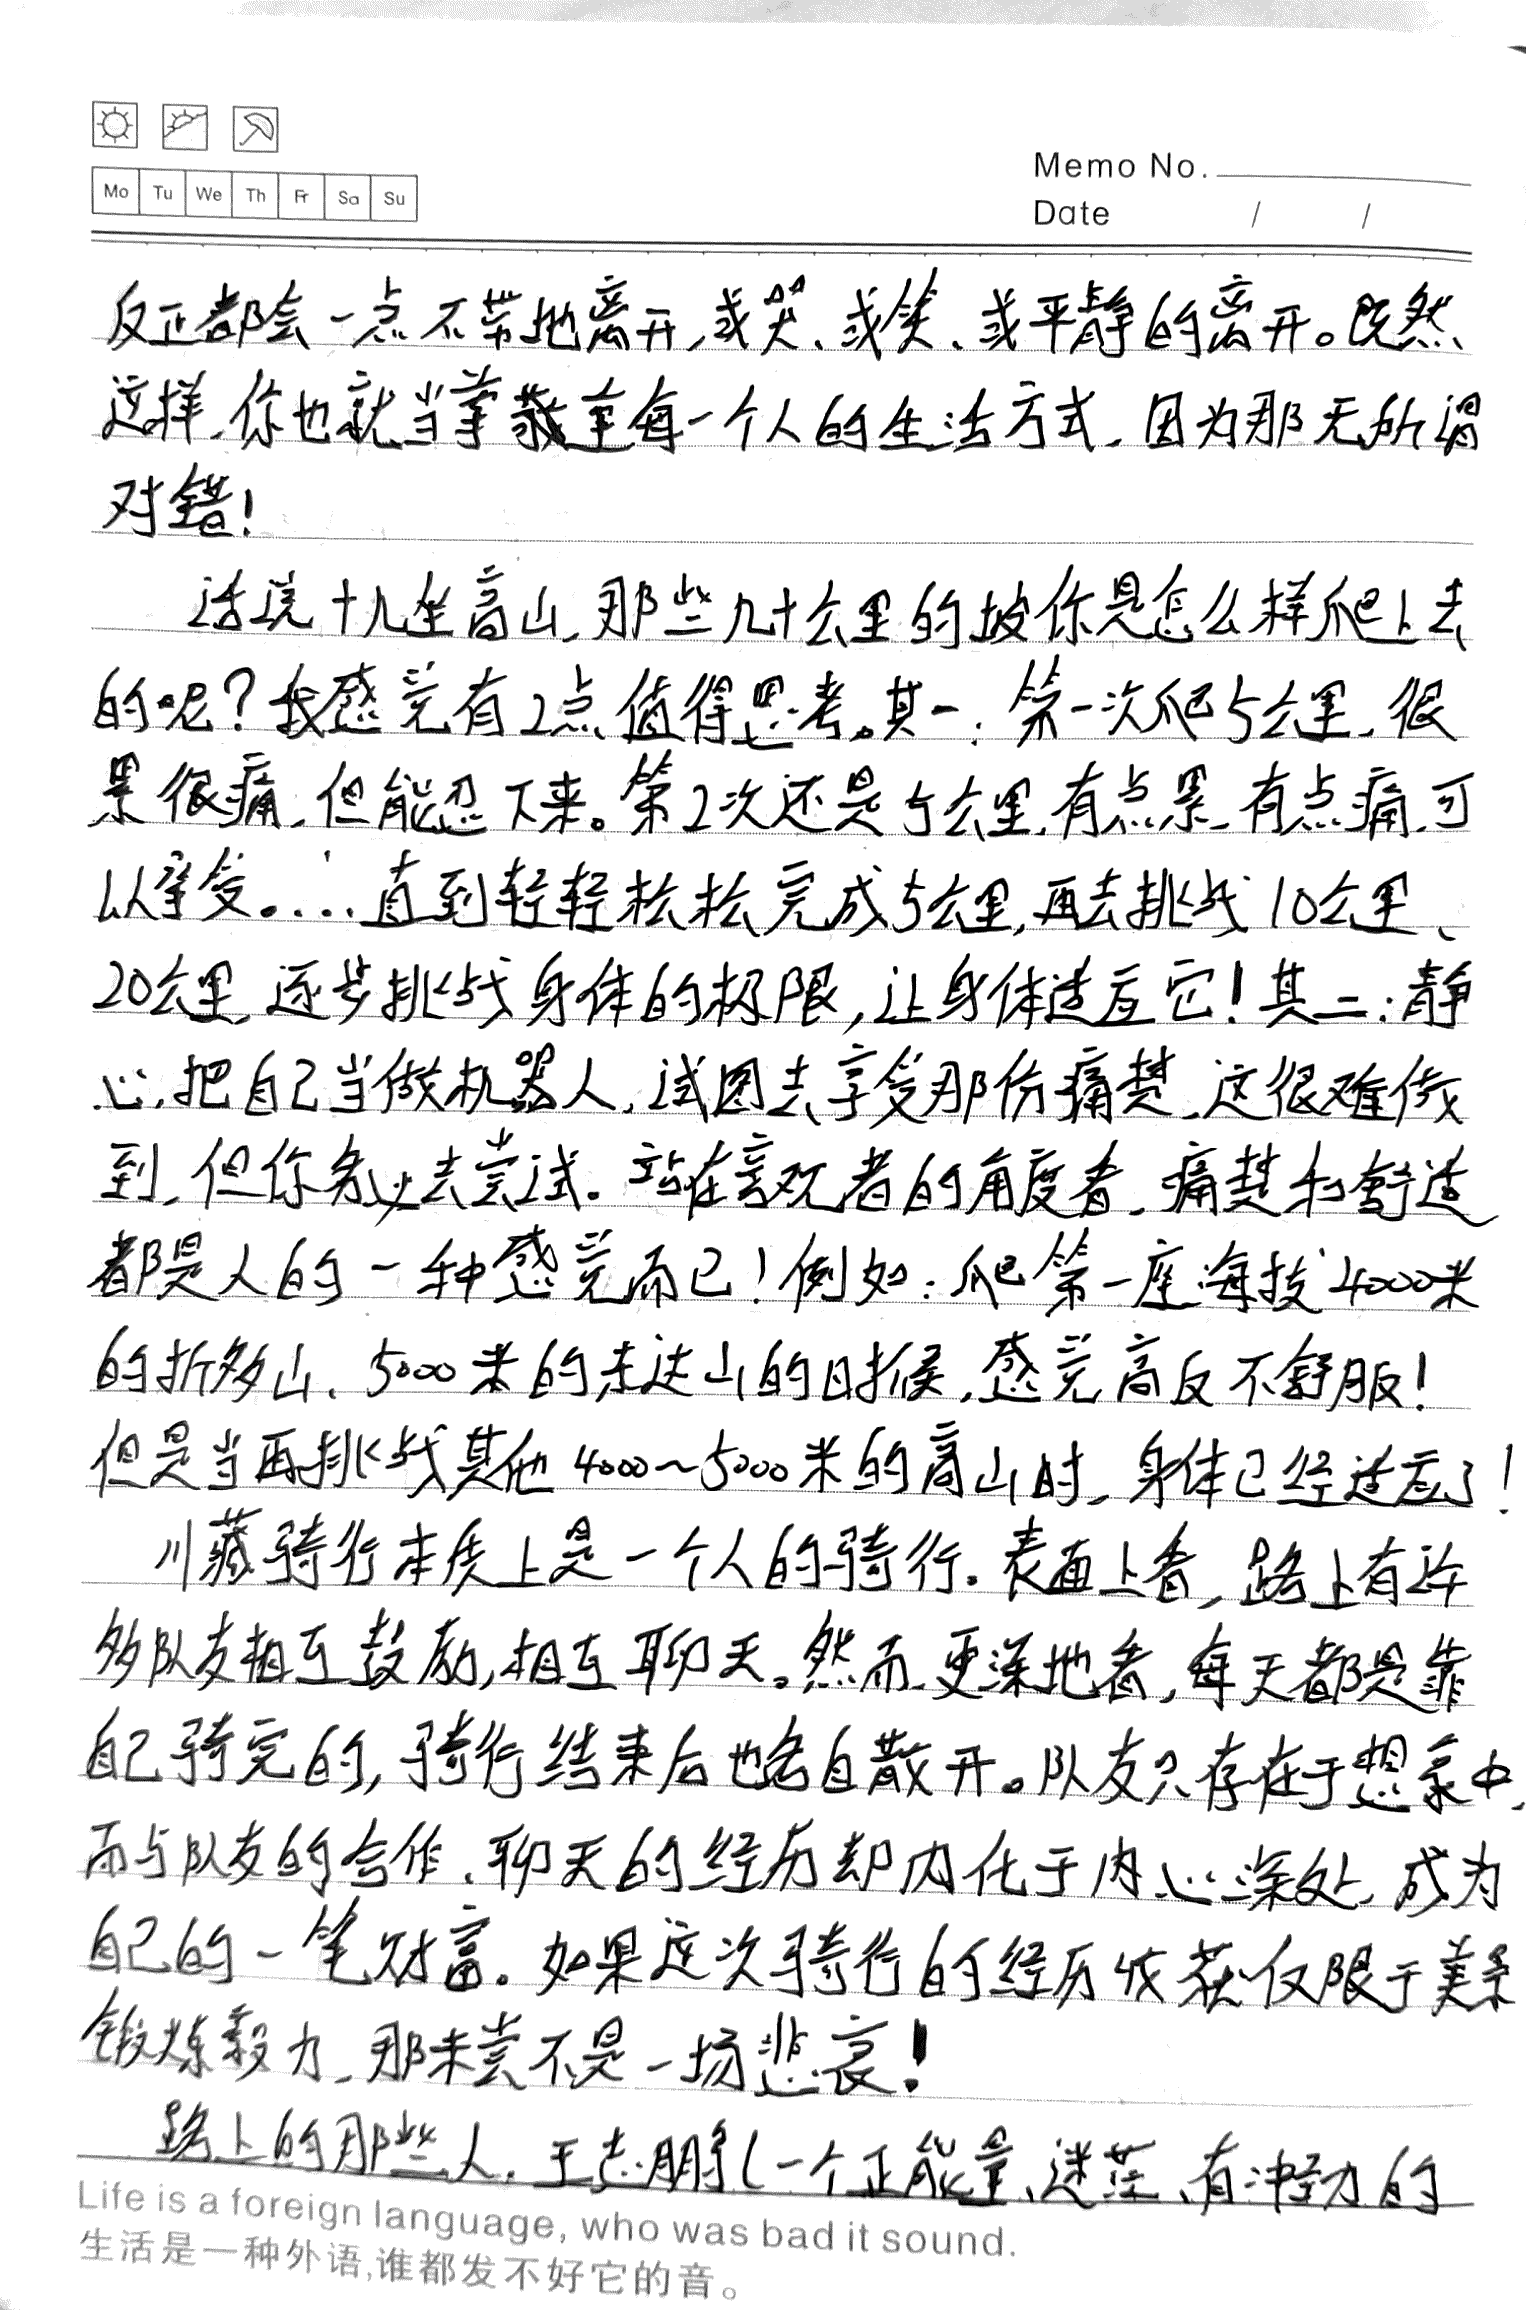 Memo No.
Mo Tu We Th Fr Sa Su
Date / /
反正都会一点不带地离开,或哭、或笑、或平静的离开。既然
这样,你也就当掌敬重每一个人的生活方式,因为那无所谓
对错!
话说十几座高山,那些几十公里的坡你是怎么样爬上去
的呢?我感觉有2点值得思考。其一:第一次爬5公里,很
累很痛,但能忍下来。第2次还是5公里,有点累,有点痛,可
以享受。...直到轻轻松松完成5公里,再去挑战10公里、
20公里,逐步挑战身体的极限,让身体适应它!其二:静
心,把自己当做机器人,试图去享受那份痛楚,这很难做
到,但你务必去尝试。站在旁观者的角度看,痛楚和舒适
都是人的一种感觉而已!例如:爬第一座海拔4000米
的折多山、5000米的东达山的时候,感觉高反不舒服!
但是当再挑战其他4000~5000米的高山时,身体已经适应了!
川藏骑行本质上是一个人的骑行。表面上看,路上有许
多队友相互鼓励,相互聊天。然而,更深地看,每天都是靠
自己骑完的,骑行结束后也各自散开。队友只存在于想象中,
而与队友的合作、聊天的经历却内化于内心深处,成为
自己的一笔财富。如果这次骑行的经历收获仅限于美景
锻炼毅力,那未尝不是一场悲哀!
路上的那些人,王志鹏(一个正能量、迷茫、有冲劲的
Life is a foreign language, who was bad it sound.
生活是一种外语,谁都发不好它的音。